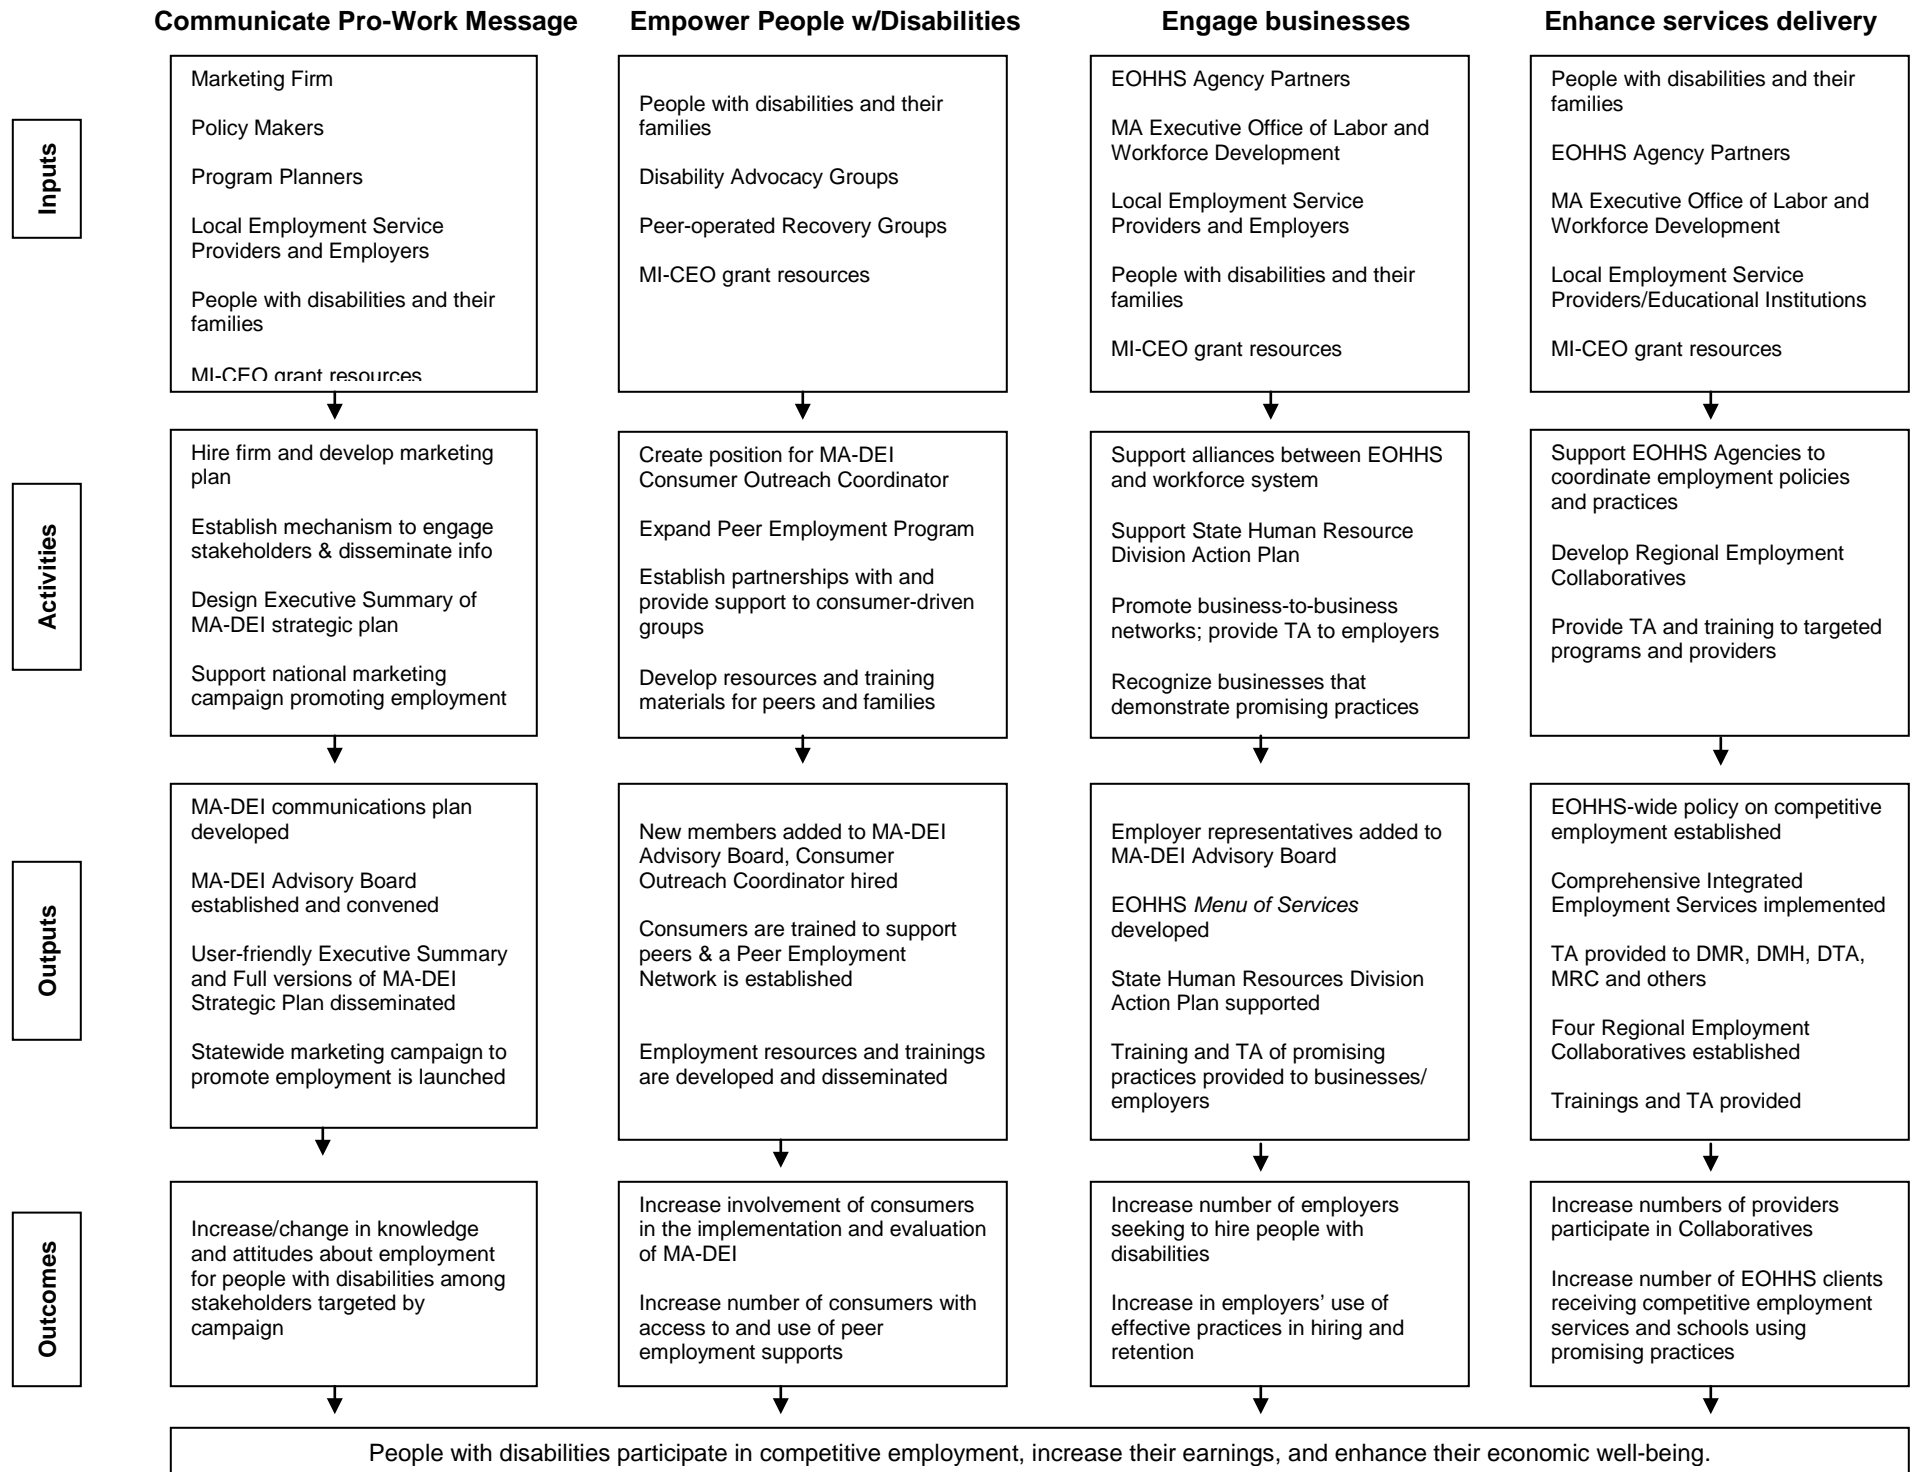 Communicate Pro-Work Message
Empower People w/Disabilities
Engage businesses
Enhance services delivery
Inputs
Marketing Firm
Policy Makers
Program Planners
Local Employment Service
Providers and Employers
People with disabilities and their
families
MI-CEO grant resources
People with disabilities and their
families
Disability Advocacy Groups
Peer-operated Recovery Groups
MI-CEO grant resources
EOHHS Agency Partners
MA Executive Office of Labor and
Workforce Development
Local Employment Service
Providers and Employers
People with disabilities and their
families
MI-CEO grant resources
People with disabilities and their
families
EOHHS Agency Partners
MA Executive Office of Labor and
Workforce Development
Local Employment Service
Providers/Educational Institutions
MI-CEO grant resources
Activities
Hire firm and develop marketing
plan
Establish mechanism to engage
stakeholders & disseminate info
Design Executive Summary of
MA-DEI strategic plan
Support national marketing
campaign promoting employment
Create position for MA-DEI
Consumer Outreach Coordinator
Expand Peer Employment Program
Establish partnerships with and
provide support to consumer-driven
groups
Develop resources and training
materials for peers and families
Support alliances between EOHHS
and workforce system
Support State Human Resource
Division Action Plan
Promote business-to-business
networks; provide TA to employers
Recognize businesses that
demonstrate promising practices
Support EOHHS Agencies to
coordinate employment policies
and practices
Develop Regional Employment
Collaboratives
Provide TA and training to targeted
programs and providers
Outputs
MA-DEI communications plan
developed
MA-DEI Advisory Board
established and convened
User-friendly Executive Summary
and Full versions of MA-DEI
Strategic Plan disseminated
Statewide marketing campaign to
promote employment is launched
New members added to MA-DEI
Advisory Board, Consumer
Outreach Coordinator hired
Consumers are trained to support
peers & a Peer Employment
Network is established
Employment resources and trainings
are developed and disseminated
Employer representatives added to
MA-DEI Advisory Board
EOHHS Menu of Services
developed
State Human Resources Division
Action Plan supported
Training and TA of promising
practices provided to businesses/
employers
EOHHS-wide policy on competitive
employment established
Comprehensive Integrated
Employment Services implemented
TA provided to DMR, DMH, DTA,
MRC and others
Four Regional Employment
Collaboratives established
Trainings and TA provided
Outcomes
Increase/change in knowledge
and attitudes about employment
for people with disabilities among
stakeholders targeted by
campaign
Increase involvement of consumers
in the implementation and evaluation
of MA-DEI
Increase number of consumers with
access to and use of peer
employment supports
Increase number of employers
seeking to hire people with
disabilities
Increase in employers’ use of
effective practices in hiring and
retention
Increase numbers of providers
participate in Collaboratives
Increase number of EOHHS clients
receiving competitive employment
services and schools using
promising practices
People with disabilities participate in competitive employment, increase their earnings, and enhance their economic well-being.